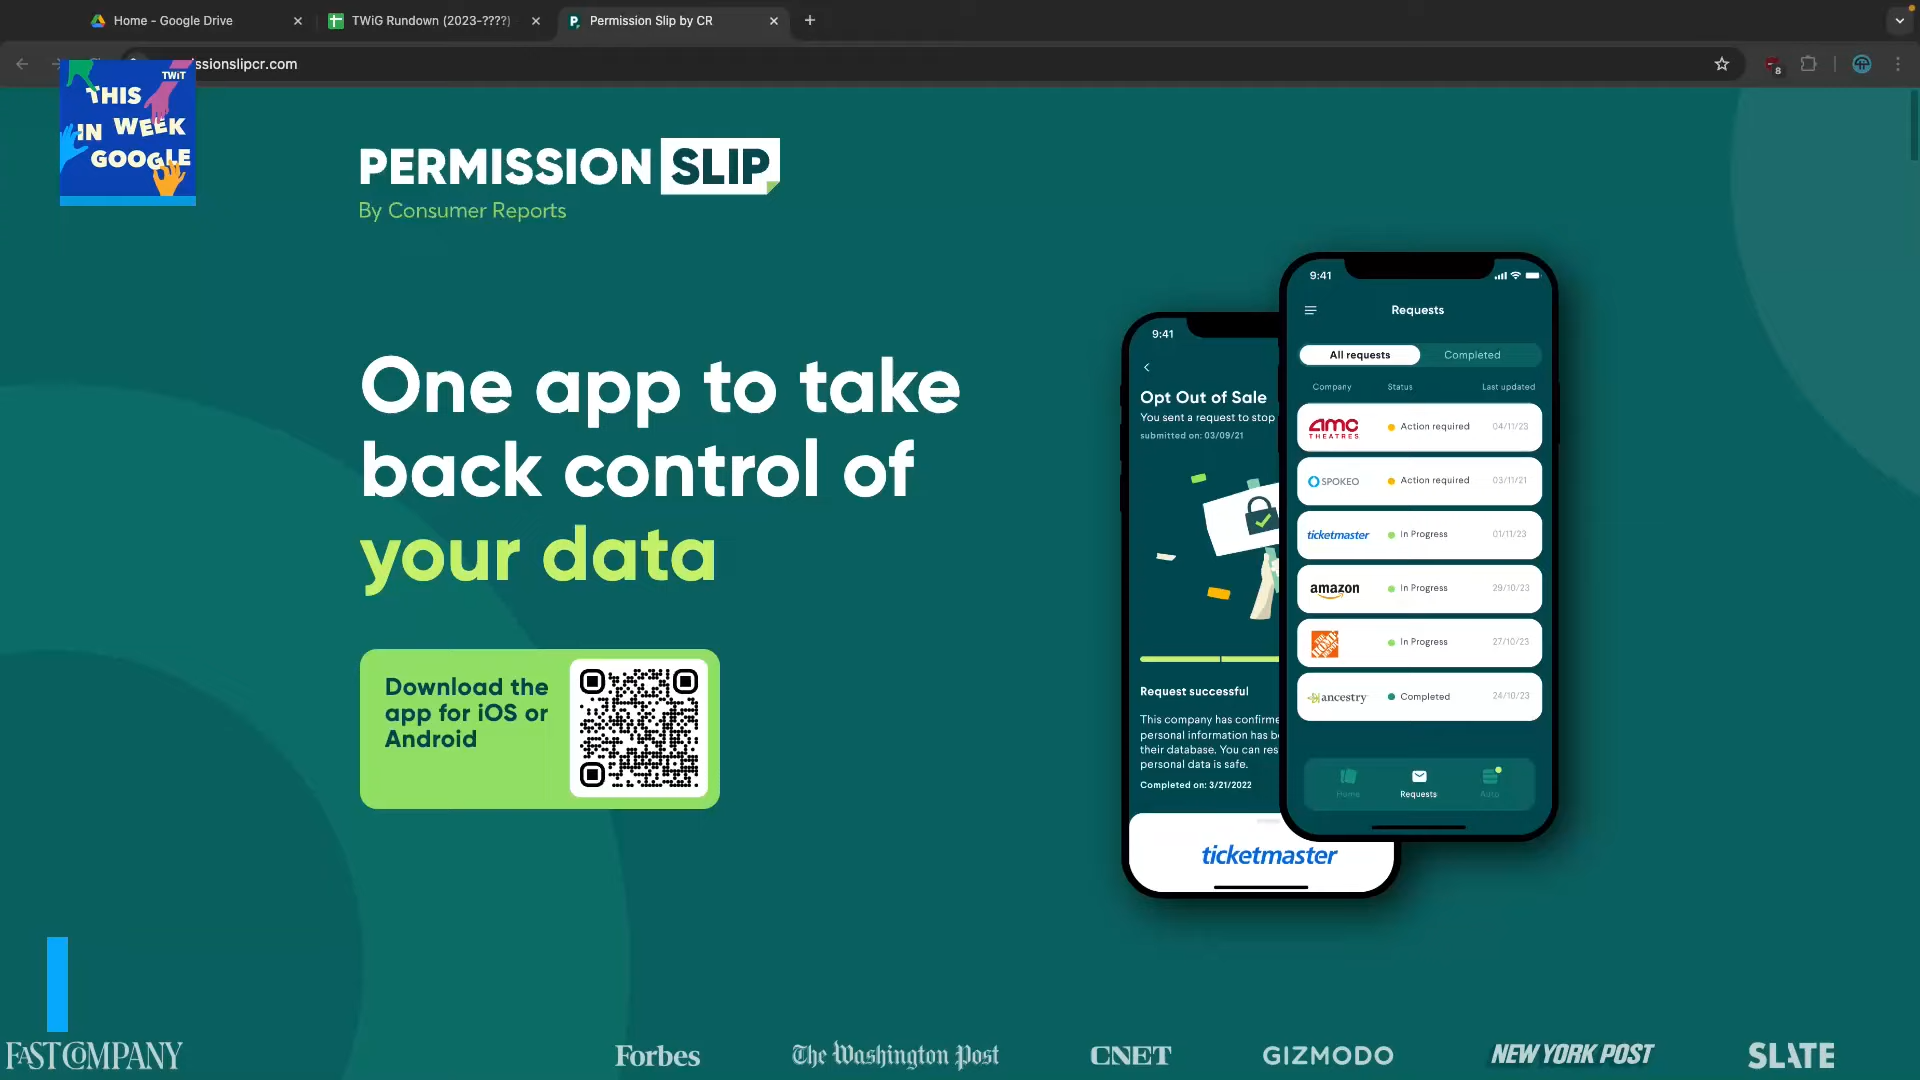 Home - Google Drive
TWiG Rundown (2023-????)
Permission Slip by CR
ssionslipcr.com
8
TWiT
THIS
IN WEEK
GOOGLE
PERMISSION SLIP
By Consumer Reports
One app to take
back control of
your data
Download the
app for iOS or
Android
9:41
Opt Out of Sale
You sent a request to stop
submitted on: 03/09/21
Request successful
This company has confirme
personal information has b
their database. You can res
personal data is safe.
Completed on: 3/21/2022
ticketmaster
9:41
Requests
All requests
Completed
Company
Status
Last updated
amc THEATRES
Action required
04/11/23
SPOKEO
Action required
03/11/21
ticketmaster
In Progress
01/11/23
amazon
In Progress
29/10/23
THE HOME DEPOT
In Progress
27/10/23
ancestry
Completed
24/10/23
Home
Requests
Auto
FAST COMPANY
Forbes
The Washington Post
CNET
GIZMODO
NEW YORK POST
SLATE